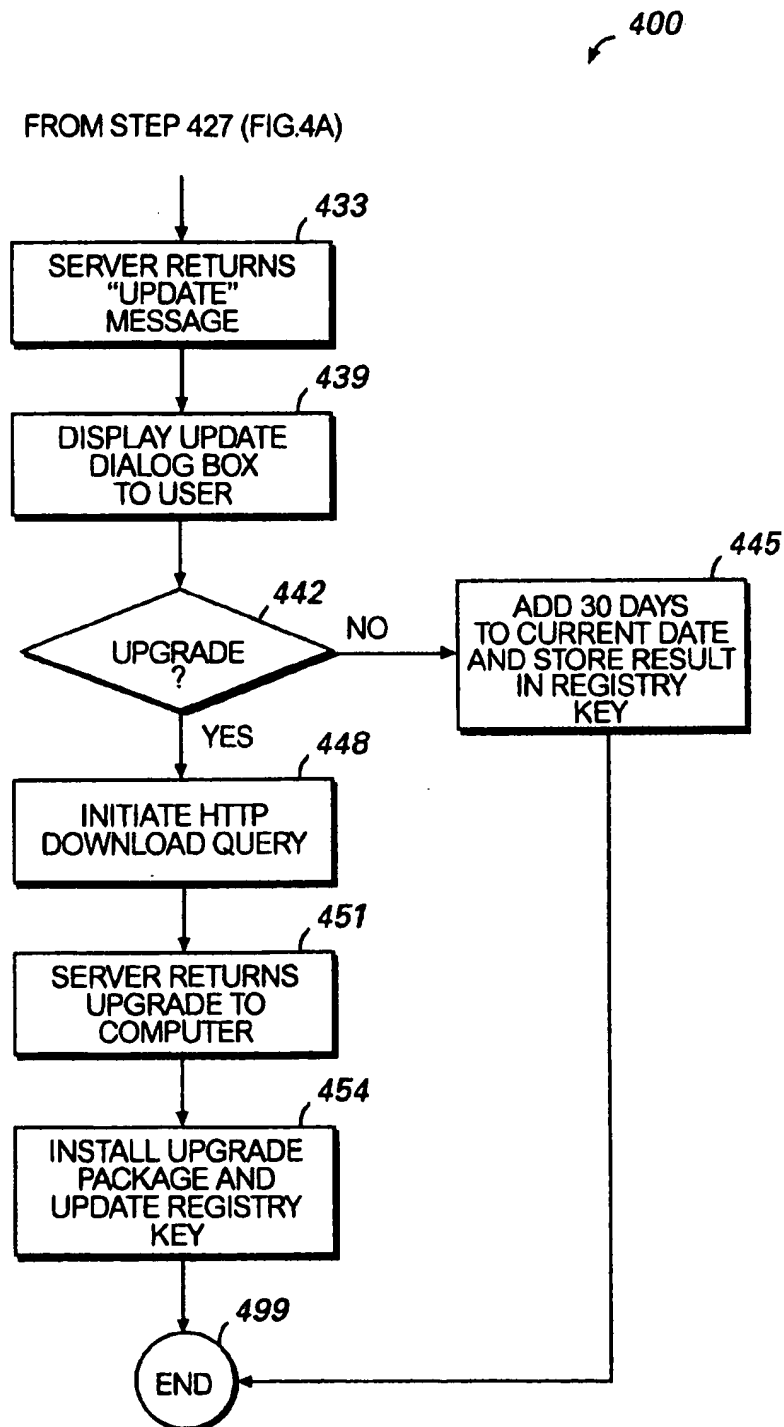 400
FROM STEP 427 (FIG.4A)
433
SERVER RETURNS
“UPDATE”
MESSAGE
439
DISPLAY UPDATE
DIALOG BOX
TO USER
442
UPGRADE
?
NO
445
ADD 30 DAYS
TO CURRENT DATE
AND STORE RESULT
IN REGISTRY
KEY
YES
448
INITIATE HTTP
DOWNLOAD QUERY
451
SERVER RETURNS
UPGRADE TO
COMPUTER
454
INSTALL UPGRADE
PACKAGE AND
UPDATE REGISTRY
KEY
499
END